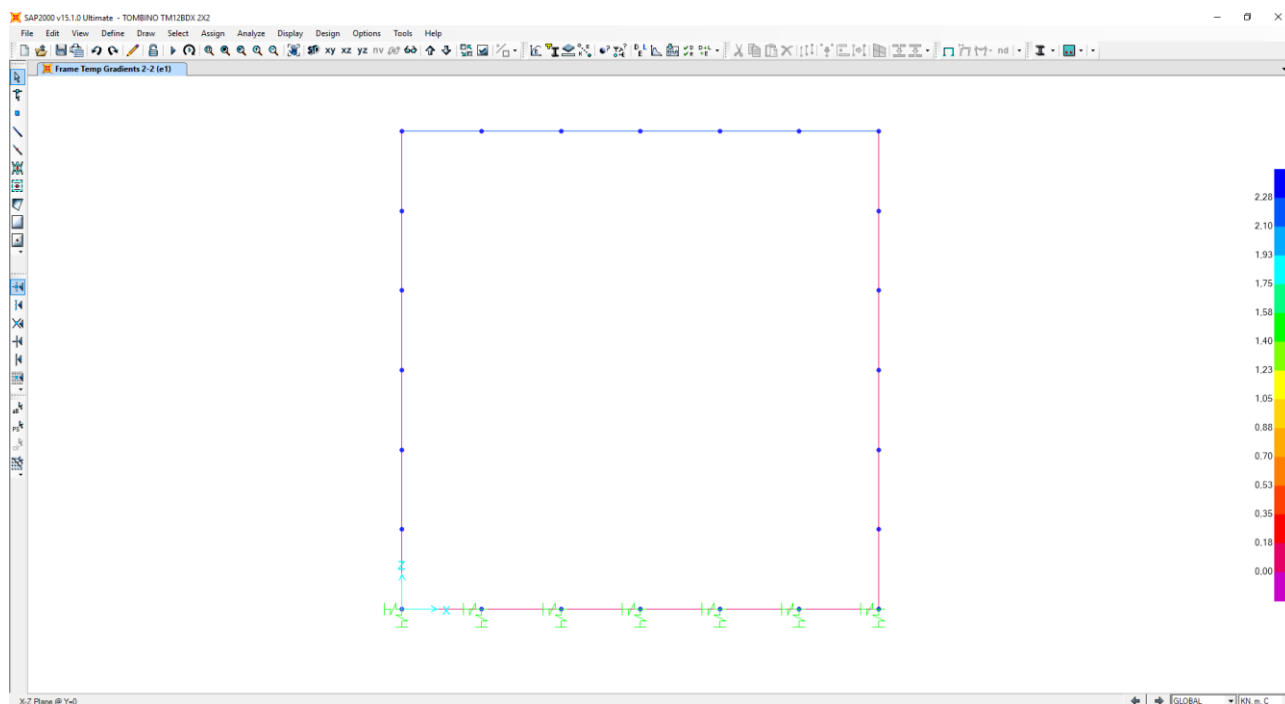 SAP2000 v15.1.0 Ultimate - TOMBINO TM12BDX 2X2
File Edit View Define Draw Select Assign Analyze Display Design Options Tools Help
xy xz yz nv
nd
Frame Temp Gradients 2-2 (e1)
2,28
2,10
1,93
1,75
1,58
1,40
1,23
1,05
0,88
0,70
0,53
0,35
0,18
0,00
Z
X
X-Z Plane @ Y=0
GLOBAL
KN, m, C